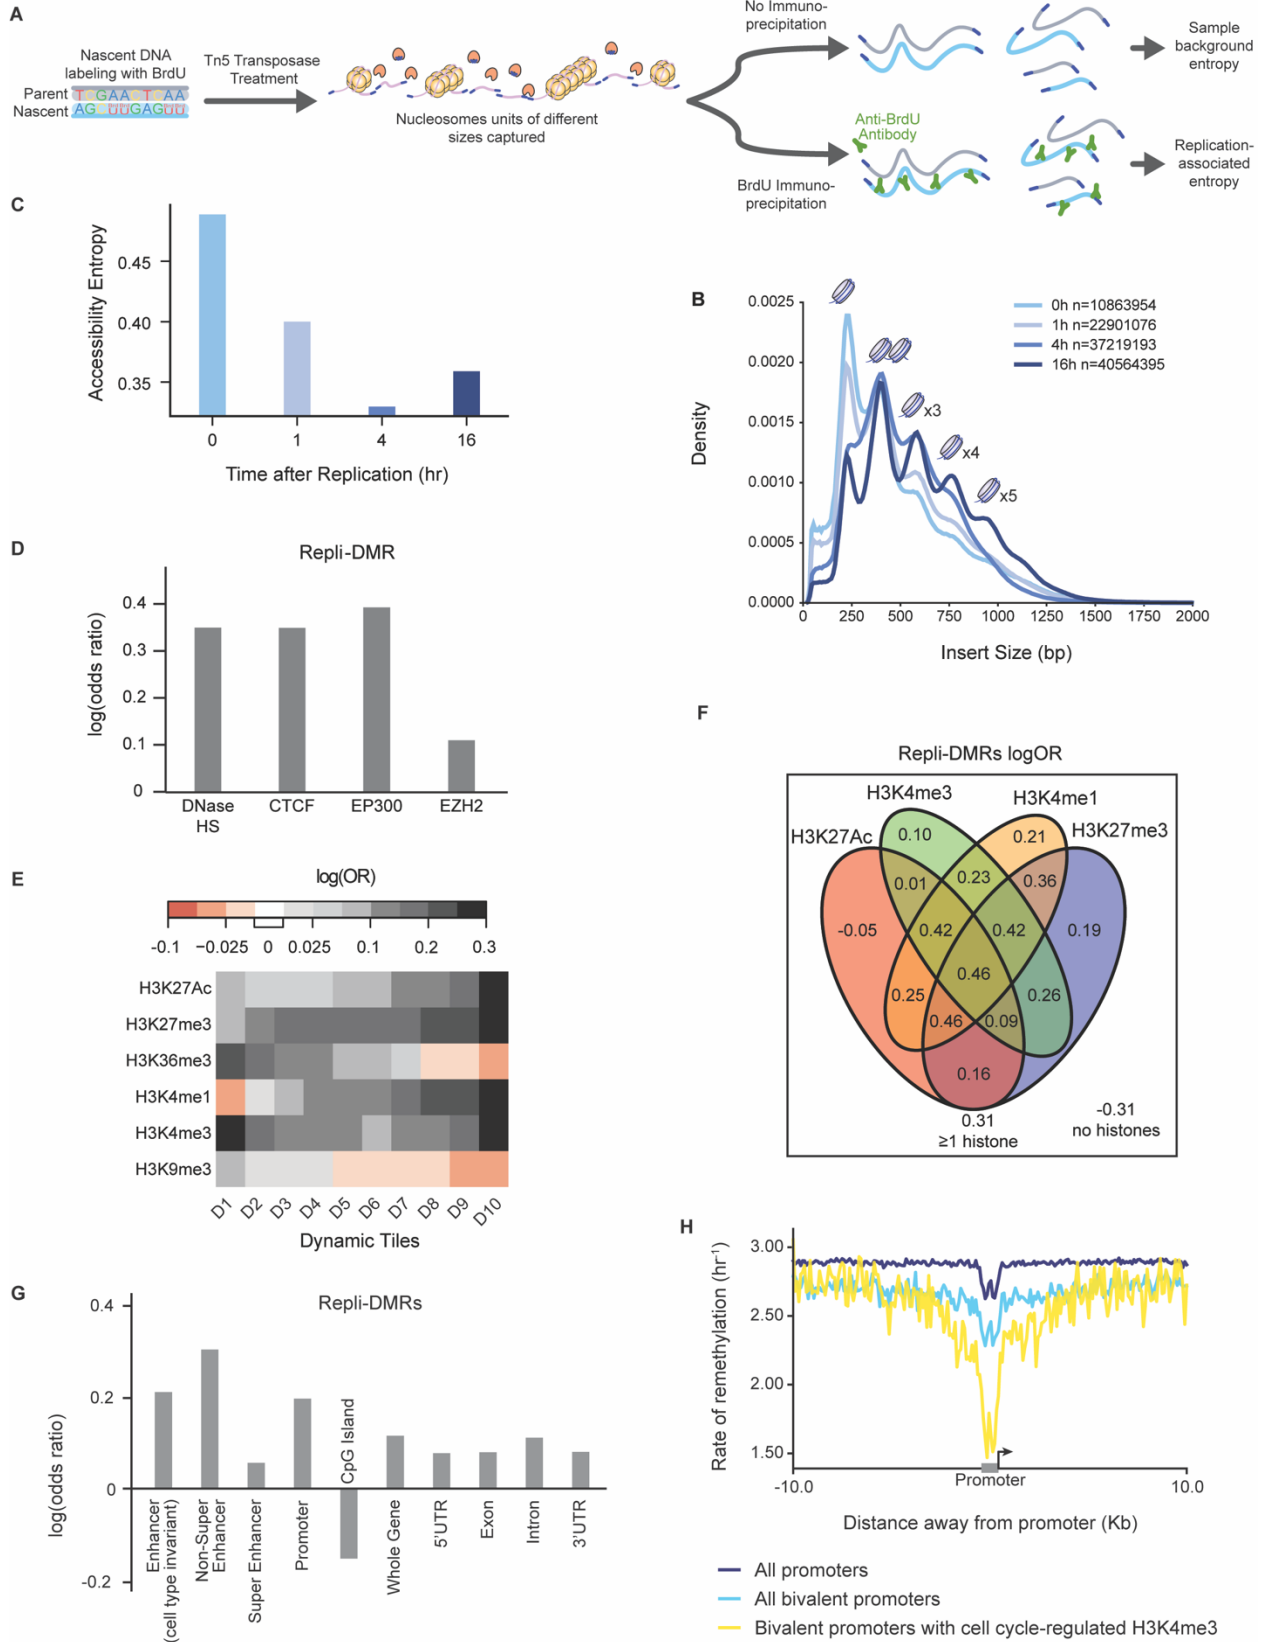 A
Nascent DNA
labeling with BrdU
Parent
TCGAACTCAA
Nascent
AGCUUGAGUU
Tn5 Transposase
Treatment
Nucleosomes units of different
sizes captured
No Immuno-
precipitation
Sample
background
entropy
Anti-BrdU
Antibody
BrdU Immuno-
precipitation
Replication-
associated
entropy
C
Accessibility Entropy
0.45
0.40
0.35
0 1 4 16
Time after Replication (hr)
B
Density
0.0025
0.0020
0.0015
0.0010
0.0005
0.0000
0 250 500 750 1000 1250 1500 1750 2000
Insert Size (bp)
x3
x4
x5
0h n=10863954
1h n=22901076
4h n=37219193
16h n=40564395
D
Repli-DMR
log(odds ratio)
0.4
0.3
0.2
0.1
0
DNase
HS
CTCF
EP300
EZH2
E
log(OR)
-0.1 -0.025 0 0.025 0.1 0.2 0.3
H3K27Ac
H3K27me3
H3K36me3
H3K4me1
H3K4me3
H3K9me3
D1 D2 D3 D4 D5 D6 D7 D8 D9 D10
Dynamic Tiles
F
Repli-DMRs logOR
H3K4me3
H3K4me1
H3K27Ac
H3K27me3
0.10
0.21
0.01
0.23
0.36
-0.05
0.42
0.42
0.19
0.46
0.25
0.26
0.46
0.09
0.16
0.31
≥1 histone
-0.31
no histones
G
Repli-DMRs
log(odds ratio)
0.4
0.2
0
-0.2
Enhancer
(cell type invariant)
Non-Super
Enhancer
Super Enhancer
Promoter
CpG Island
Whole Gene
5'UTR
Exon
Intron
3'UTR
H
Rate of remethylation (hr⁻¹)
3.00
2.50
2.00
1.50
-10.0
Promoter
10.0
Distance away from promoter (Kb)
All promoters
All bivalent promoters
Bivalent promoters with cell cycle-regulated H3K4me3